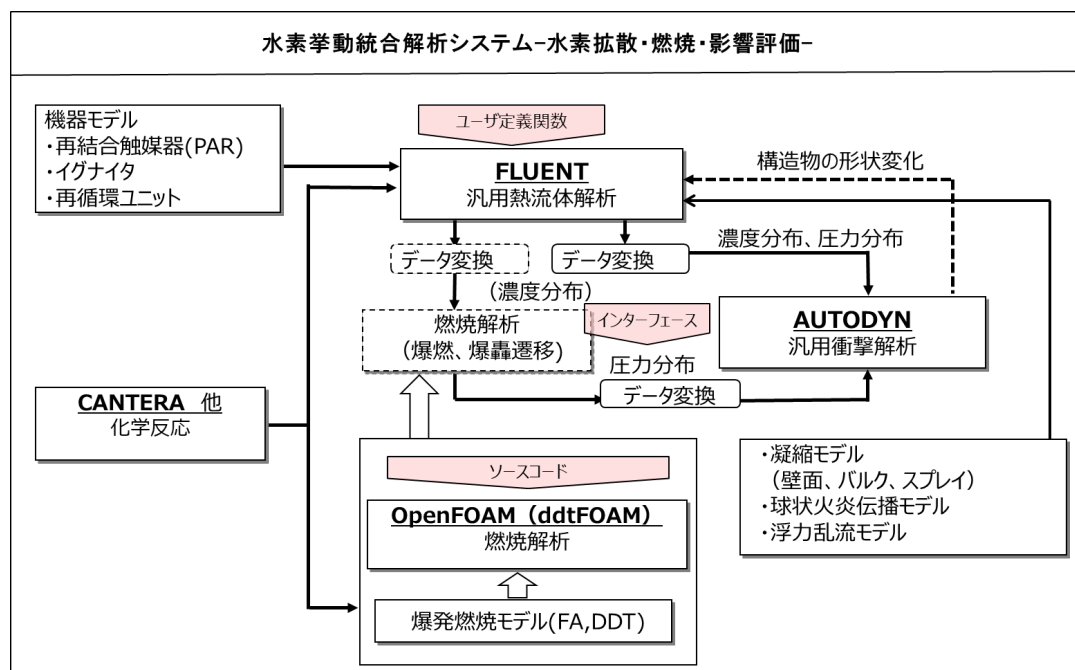 水素挙動統合解析システム−水素拡散・燃焼・影響評価−
機器モデル
・再結合触媒器(PAR)
・イグナイタ
・再循環ユニット
ユーザ定義関数
FLUENT
汎用熱流体解析
構造物の形状変化
データ変換
データ変換
濃度分布、圧力分布
（濃度分布）
燃焼解析
（爆燃、爆轟遷移）
インターフェース
AUTODYN
汎用衝撃解析
圧力分布
データ変換
CANTERA 他
化学反応
ソースコード
OpenFOAM（ddtFOAM）
燃焼解析
爆発燃焼モデル(FA,DDT)
・凝縮モデル
（壁面、バルク、スプレイ）
・球状火炎伝播モデル
・浮力乱流モデル